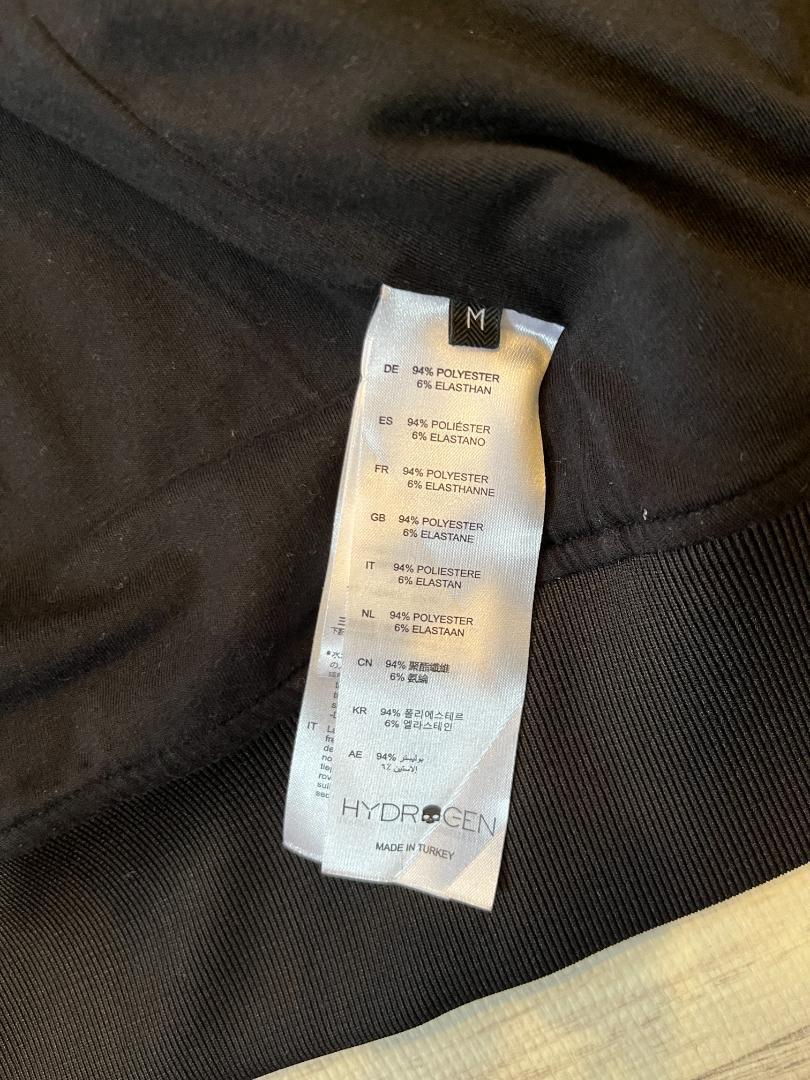 M
DE 94% POLYESTER
6% ELASTHAN
ES 94% POLIÉSTER
6% ELASTANO
FR 94% POLYESTER
6% ELASTHANNE
GB 94% POLYESTER
6% ELASTANE
IT 94% POLIESTERE
6% ELASTAN
NL 94% POLYESTER
6% ELASTAAN
CN 94% 聚酯纖維
6% 氨綸
KR 94% 폴리에스테르
6% 엘라스테인
AE 94% بوليستر
HYDROGEN
MADE IN TURKEY
IT